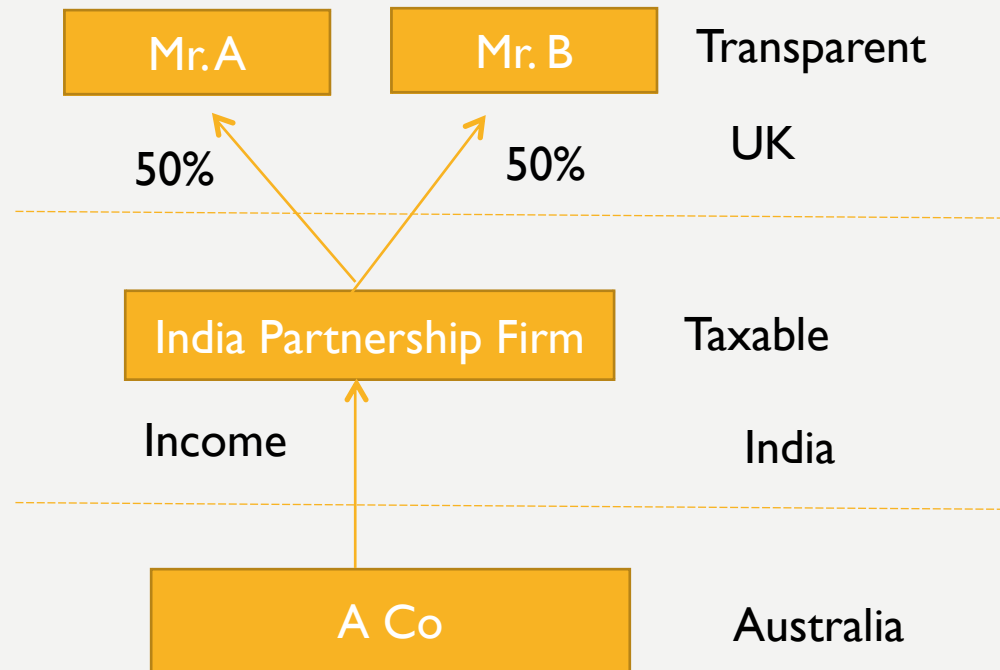 Mr. A
Mr. B
Transparent
UK
50%
50%
India Partnership Firm
Taxable
Income
India
A Co
Australia